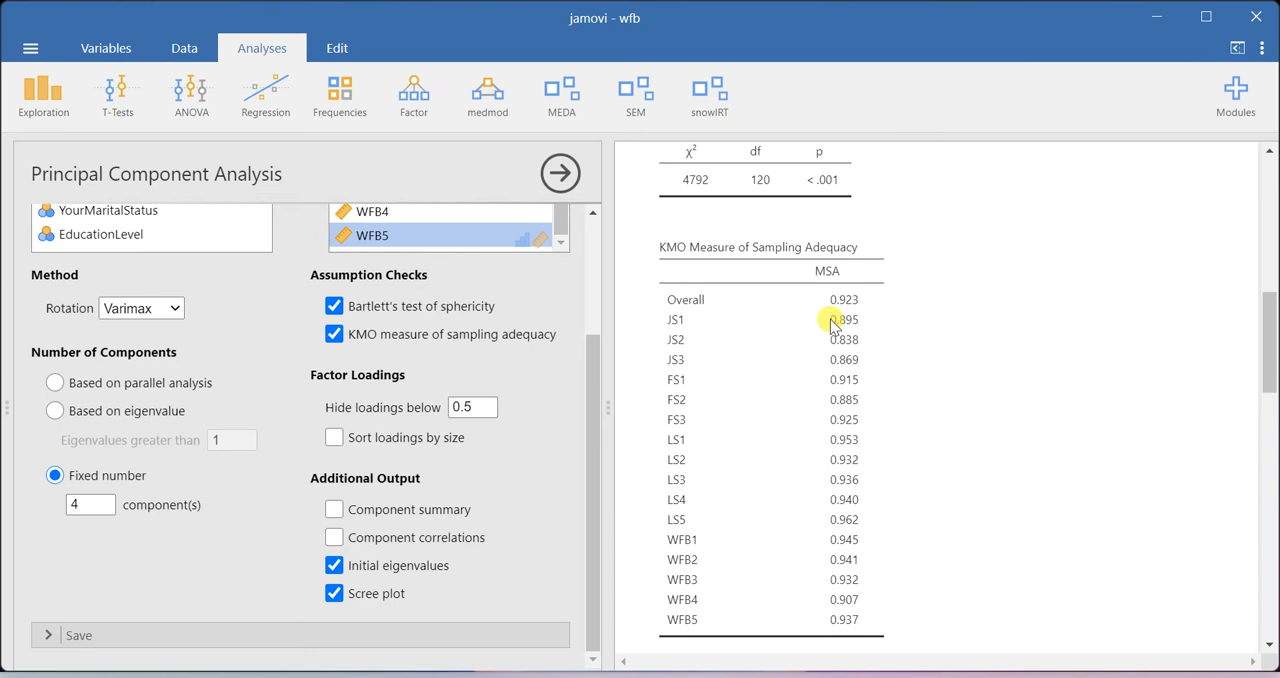 jamovi - wfb
Variables Data Analyses Edit
Exploration T-Tests ANOVA Regression Frequencies Factor medmod MEDA SEM snowIRT Modules
Principal Component Analysis
YourMaritalStatus
EducationLevel
WFB4
WFB5
Method
Rotation Varimax
Number of Components
Based on parallel analysis
Based on eigenvalue
Eigenvalues greater than 1
Fixed number
4 component(s)
Assumption Checks
Bartlett's test of sphericity
KMO measure of sampling adequacy
Factor Loadings
Hide loadings below 0.5
Sort loadings by size
Additional Output
Component summary
Component correlations
Initial eigenvalues
Scree plot
Save
χ² df p
4792 120 < .001
KMO Measure of Sampling Adequacy
MSA
Overall 0.923
JS1 0.895
JS2 0.838
JS3 0.869
FS1 0.915
FS2 0.885
FS3 0.925
LS1 0.953
LS2 0.932
LS3 0.936
LS4 0.940
LS5 0.962
WFB1 0.945
WFB2 0.941
WFB3 0.932
WFB4 0.907
WFB5 0.937